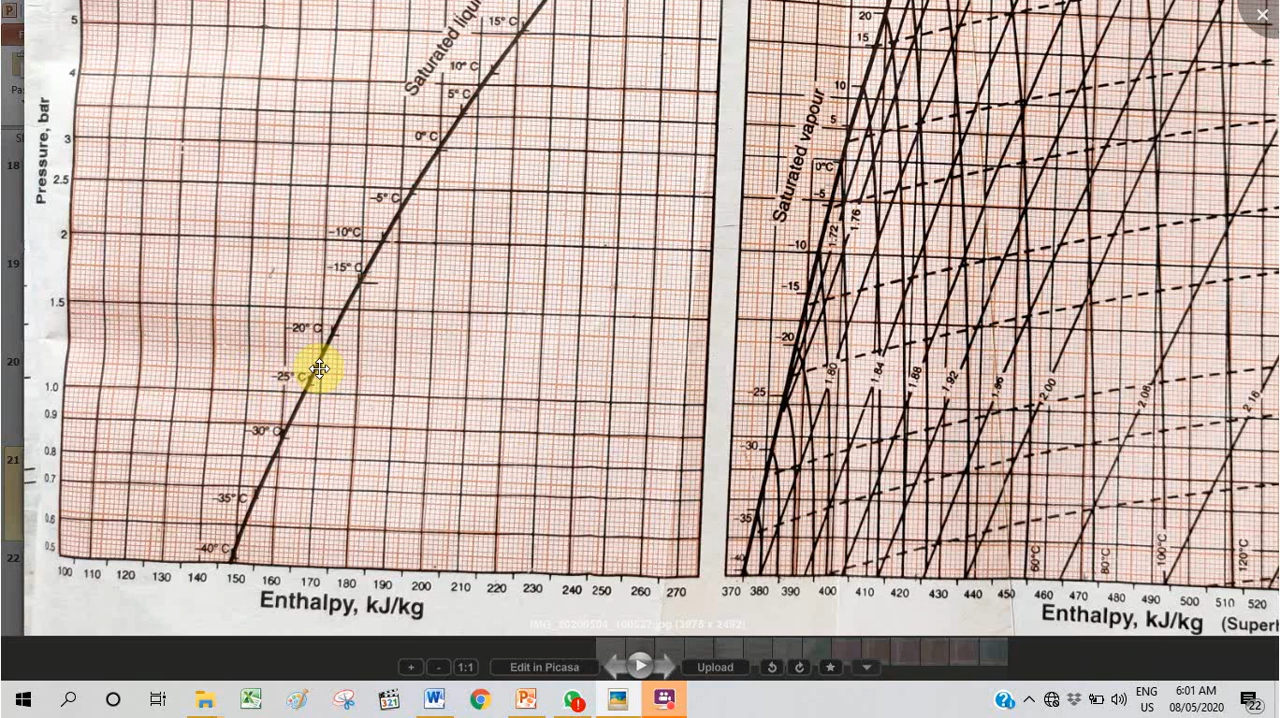 5
4
3
2.5
2
1.5
1.0
0.9
0.8
0.7
0.6
0.5
Pressure, bar
Saturated
15° C
10° C
5° C
0° C
-5° C
-10°C
-15° C
20° C
-25° C
-30° C
-35° C
-40° C
100 110 120 130 140 150 160 170 180 190 200 210 220 230 240 250 260 270
Enthalpy, kJ/kg
Saturated vapour
20
15
10
5
0°C
-5
-10
-15
-20
-25
-30
-35
1.72
1.76
1.80
1.84
1.88
1.92
1.96
2.00
2.08
2.16
60°C
80°C
100°C
120°C
370 380 390 400 410 420 430 440 450 460 470 480 490 500 510 520
Enthalpy, kJ/kg (Super
18
19
20
21
22
1:1
Edit in Picasa
Upload
ENG
US
6:01 AM
08/05/2020
22